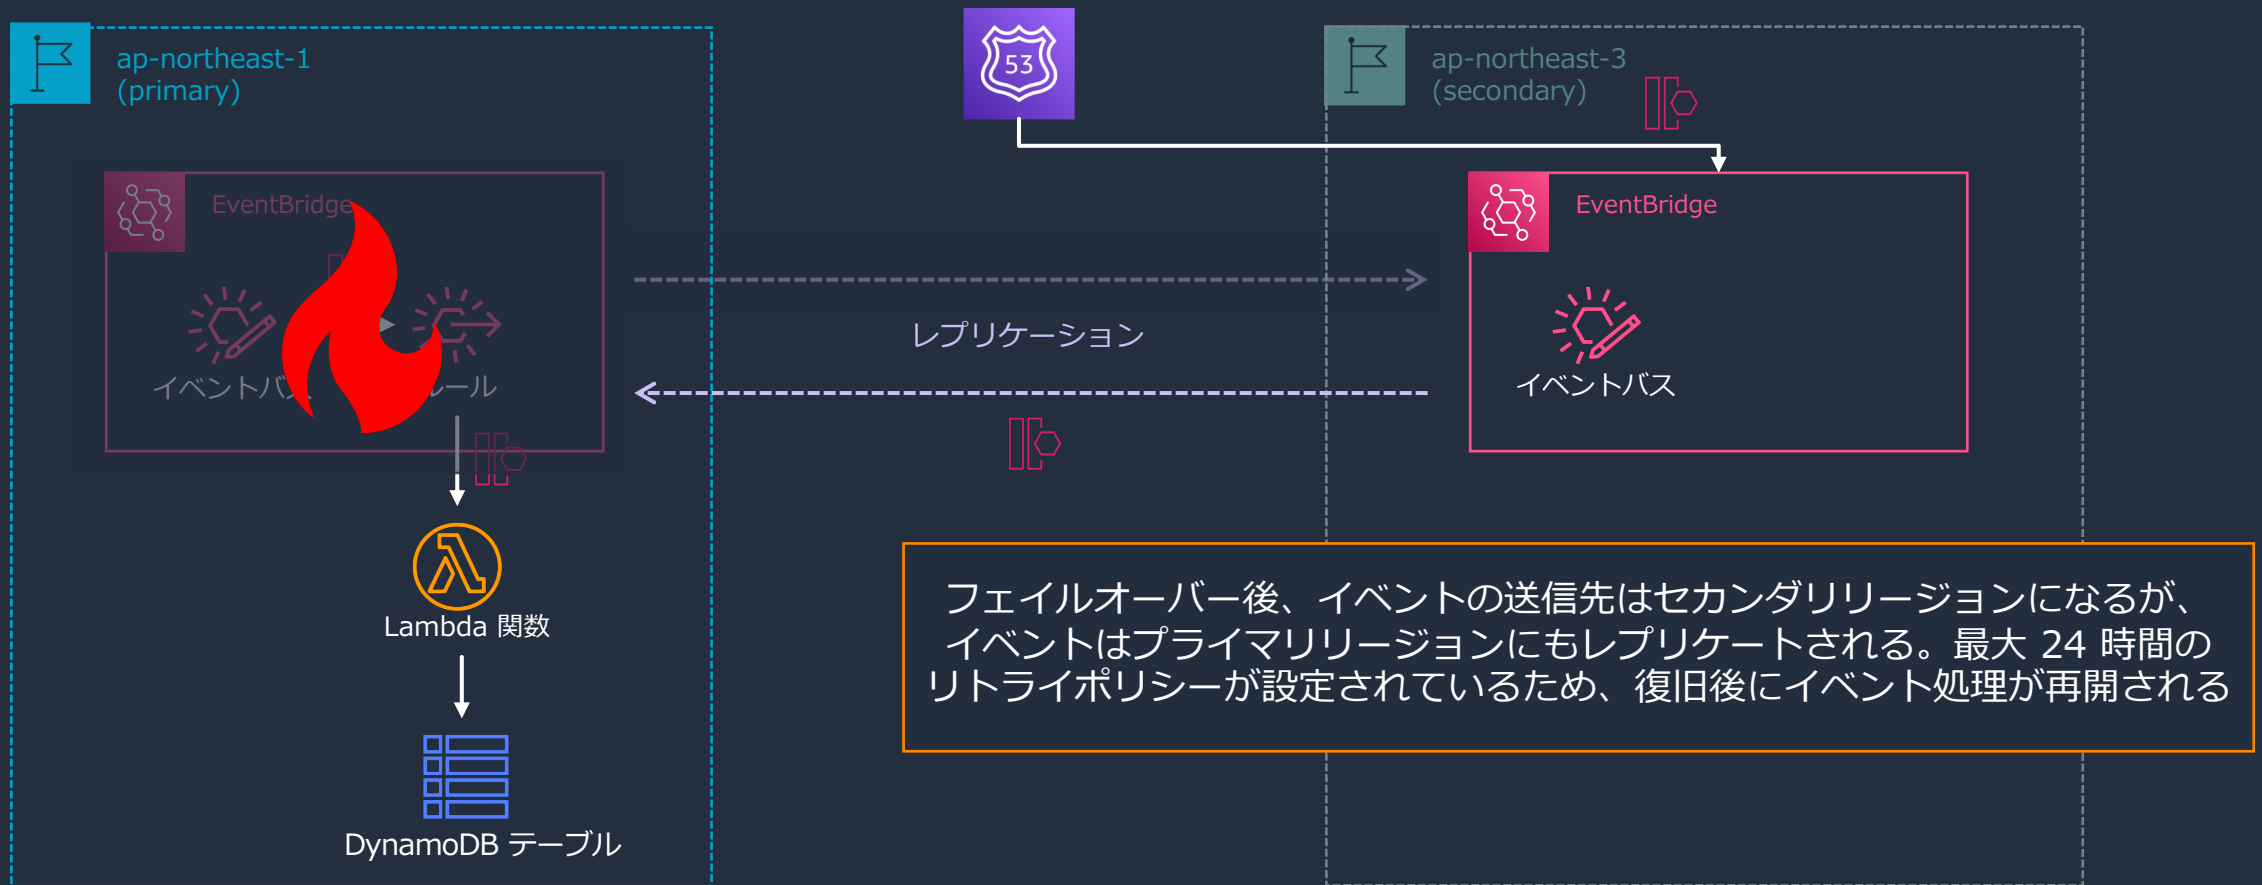 ap-northeast-1
(primary)
53
ap-northeast-3
(secondary)
EventBridge
EventBridge
レプリケーション
イベントバス
ルール
イベントバス
Lambda 関数
フェイルオーバー後、イベントの送信先はセカンダリリージョンになるが、
イベントはプライマリリージョンにもレプリケートされる。最大 24 時間の
リトライポリシーが設定されているため、復旧後にイベント処理が再開される
DynamoDB テーブル